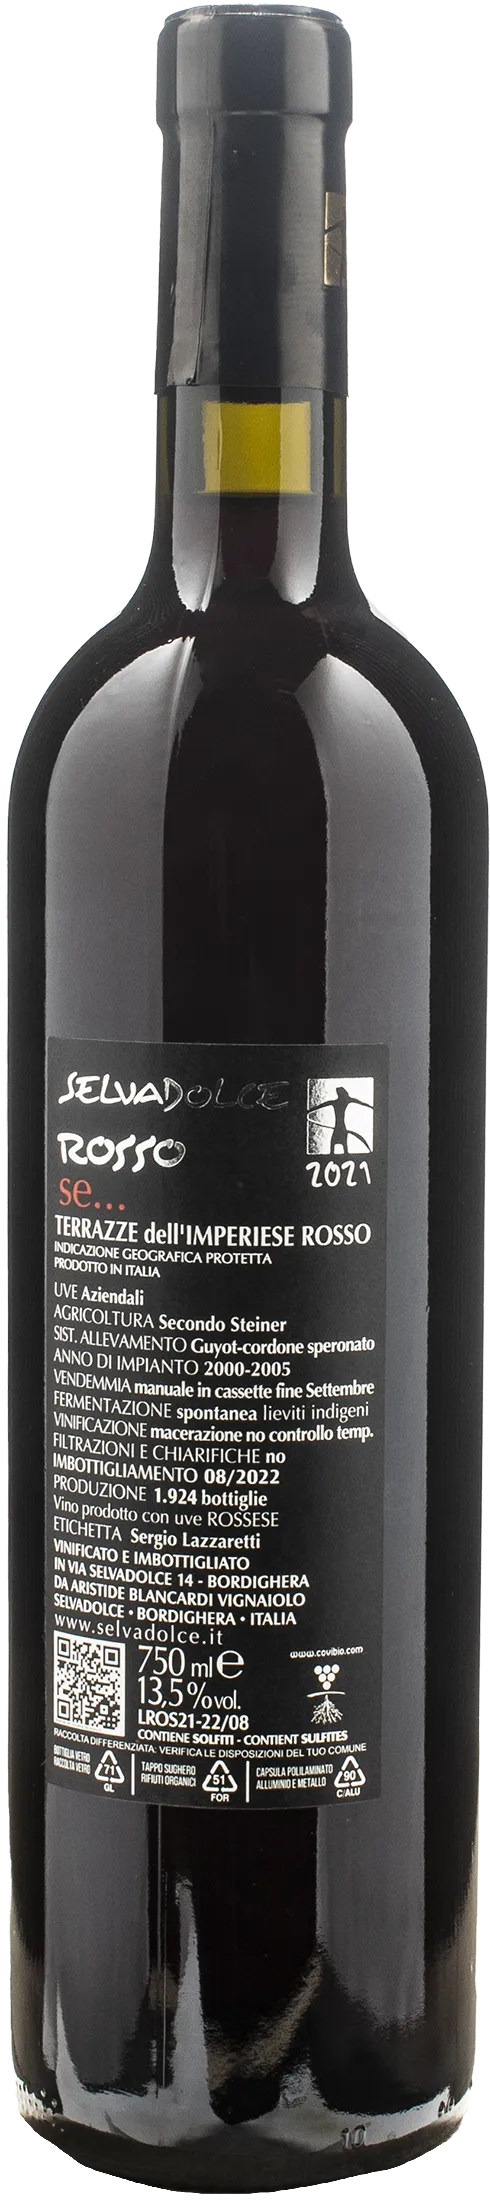 SELVADOLCE
ROSSO
2021
se...
TERRAZZE dell'IMPERIESE ROSSO
INDICAZIONE GEOGRAFICA PROTETTA
PRODOTTO IN ITALIA
UVE Aziendali
AGRICOLTURA Secondo Steiner
SIST. ALLEVAMENTO Guyot-cordone speronato
ANNO DI IMPIANTO 2000-2005
VENDEMMIA manuale in cassette fine Settembre
FERMENTAZIONE spontanea lieviti indigeni
VINIFICAZIONE macerazione no controllo temp.
FILTRAZIONI E CHIARIFICHE no
IMBOTTIGLIAMENTO 08/2022
PRODUZIONE 1.924 bottiglie
Vino prodotto con uve ROSSESE
ETICHETTA Sergio Lazzaretti
VINIFICATO E IMBOTTIGLIATO
IN VIA SELVADOLCE 14 - BORDIGHERA
DA ARISTIDE BLANCARDI VIGNAIOLO
SELVADOLCE • BORDIGHERA • ITALIA
www.selvadolce.it
750 ml e
13,5 % vol.
LROS21-22/08
www.covibio.com
CONTIENE SOLFITI - CONTIENT SULFITES
RACCOLTA DIFFERENZIATA: VERIFICA LE DISPOSIZIONI DEL TUO COMUNE
BOTTIGLIA VETRO
RACCOLTA VETRO
71
GL
TAPPO SUGHERO
RIFIUTI ORGANICI
51
FOR
CAPSULA POLILAMINATO
ALLUMINIO E METALLO
90
C/ALU
10